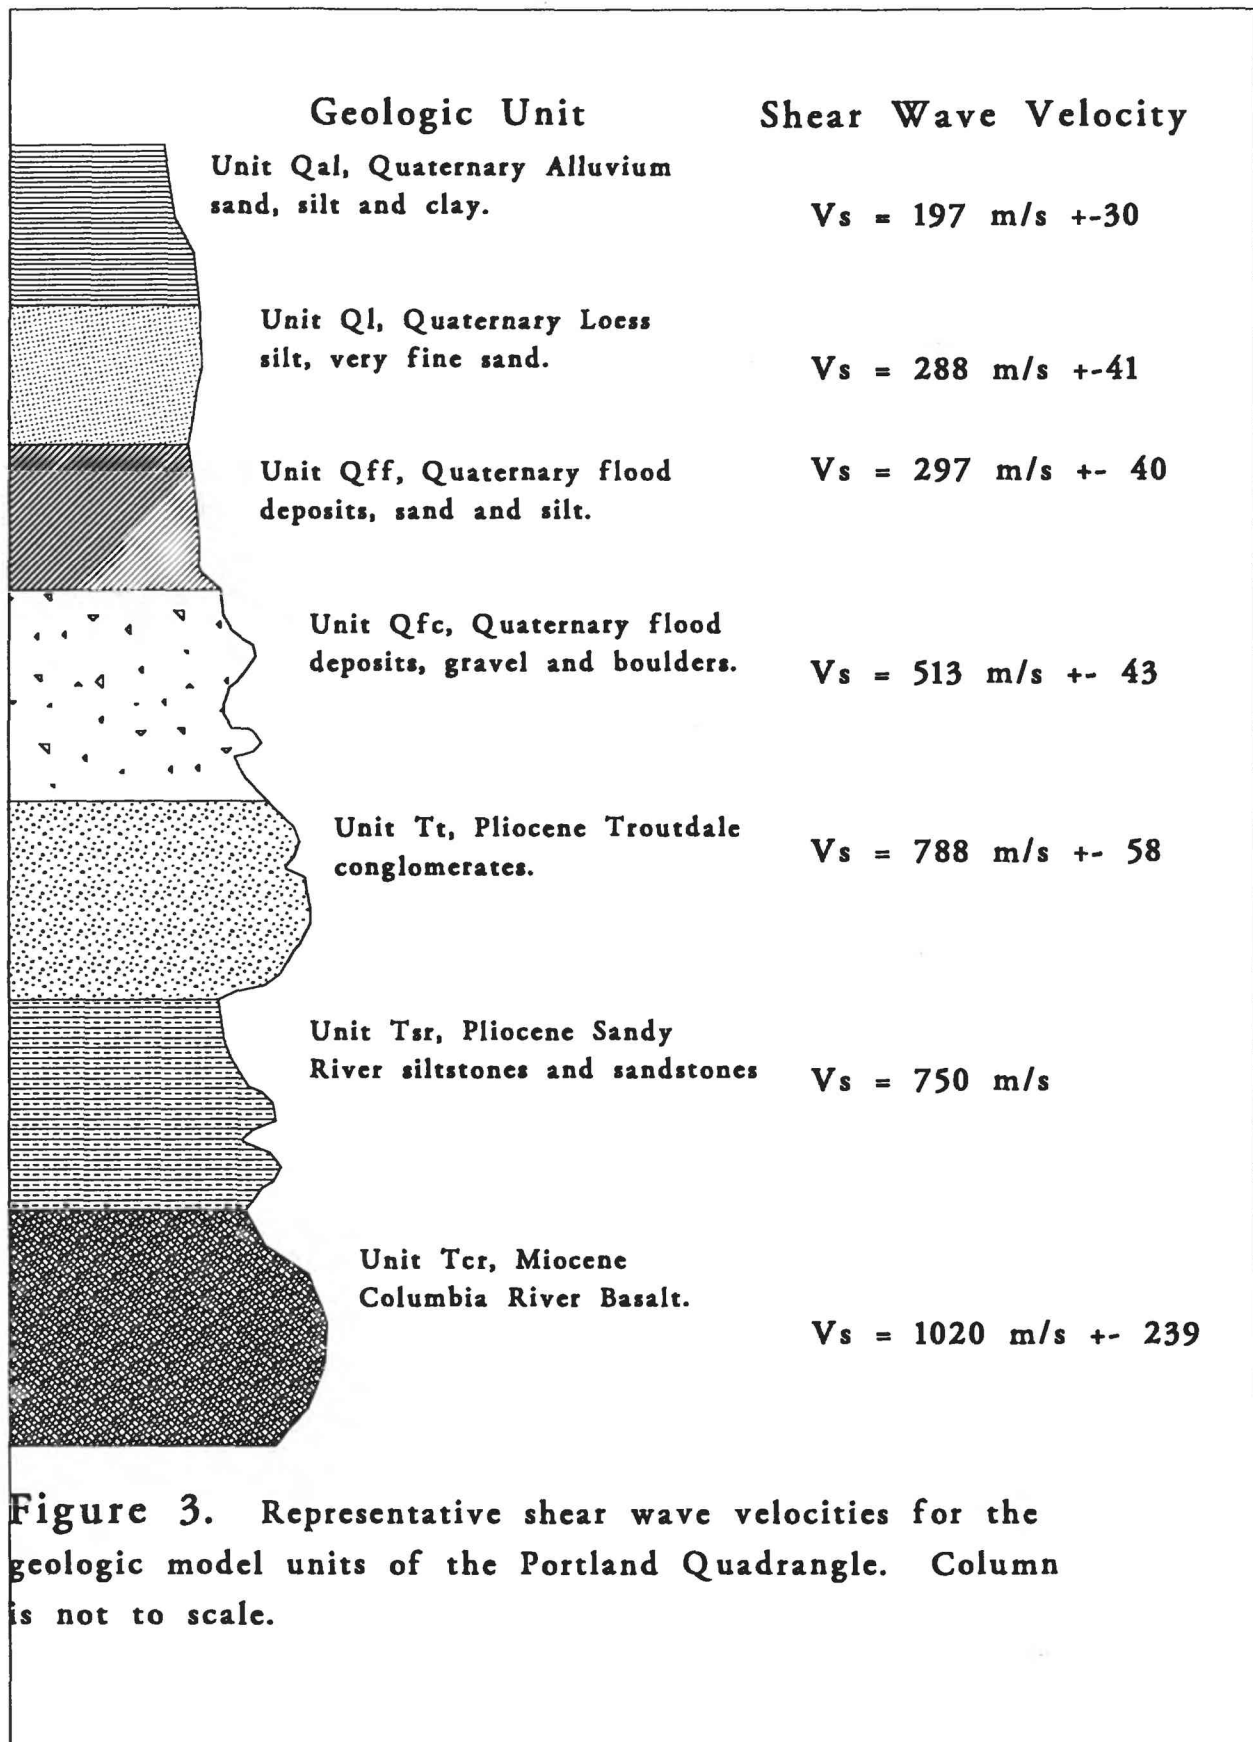 Geologic Unit
Shear Wave Velocity
Unit Qal, Quaternary Alluvium
sand, silt and clay.
Vs = 197 m/s +-30
Unit Ql, Quaternary Loess
silt, very fine sand.
Vs = 288 m/s +-41
Unit Qff, Quaternary flood
deposits, sand and silt.
Vs = 297 m/s +- 40
Unit Qfc, Quaternary flood
deposits, gravel and boulders.
Vs = 513 m/s +- 43
Unit Tt, Pliocene Troutdale
conglomerates.
Vs = 788 m/s +- 58
Unit Tsr, Pliocene Sandy
River siltstones and sandstones
Vs = 750 m/s
Unit Tcr, Miocene
Columbia River Basalt.
Vs = 1020 m/s +- 239
Figure 3. Representative shear wave velocities for the
geologic model units of the Portland Quadrangle. Column
is not to scale.